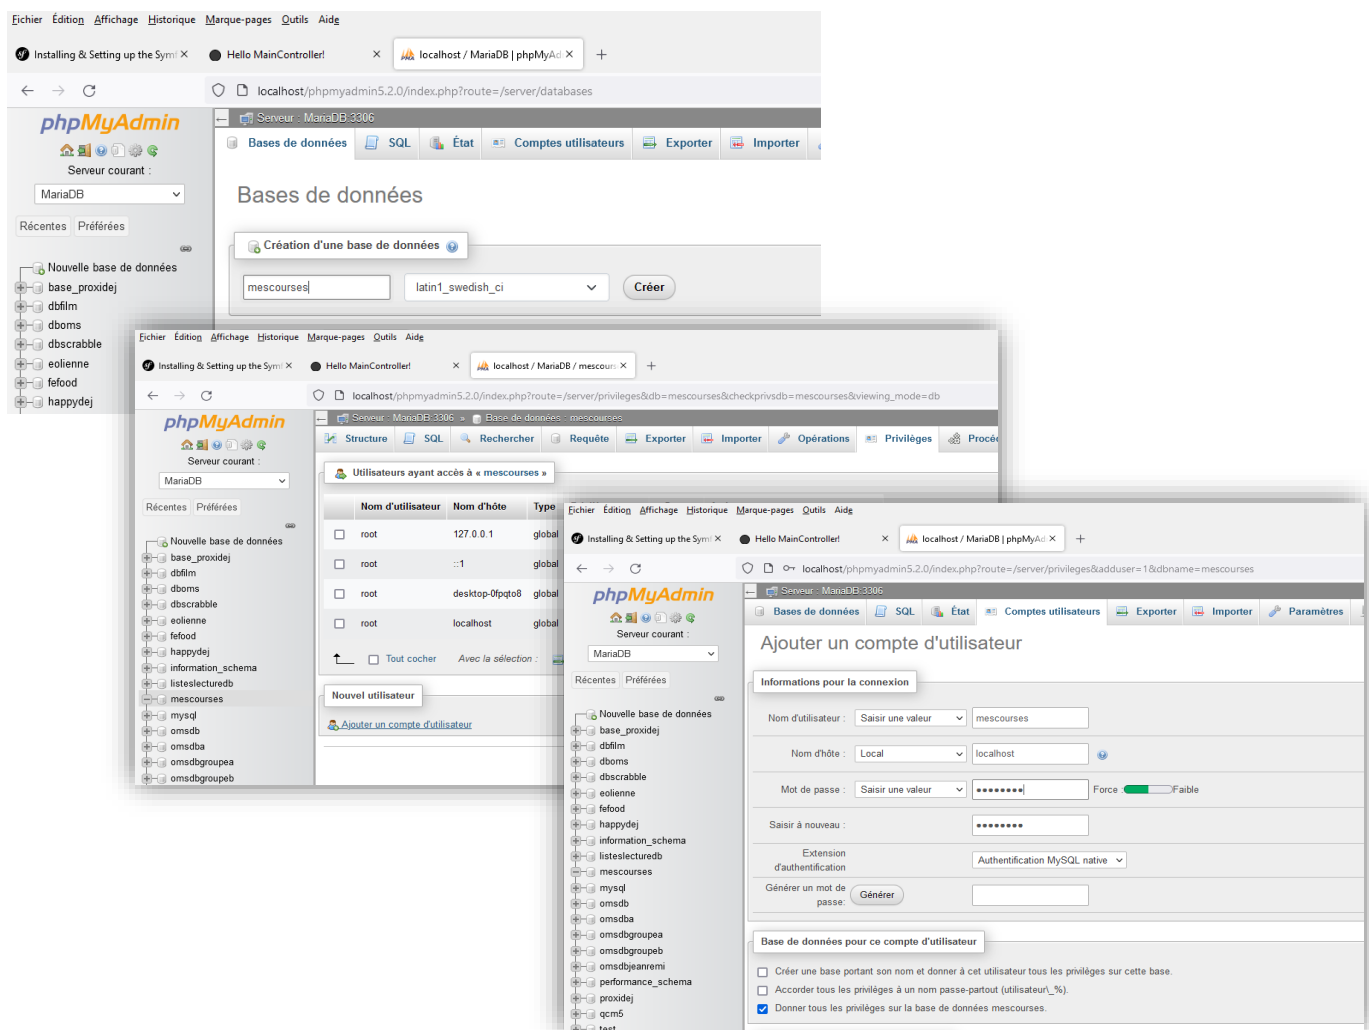 Fichier Édition Affichage Historique Marque-pages Outils Aide
Installing & Setting up the Symf
Hello MainController!
localhost / MariaDB | phpMyAd
localhost/phpmyadmin5.2.0/index.php?route=/server/databases
phpMyAdmin
Serveur courant :
MariaDB
Récentes Préférées
Nouvelle base de données
base_proxidej
dbfilm
dboms
dbscrabble
eolienne
fefood
happydej
Serveur : MariaDB:3306
Bases de données SQL État Comptes utilisateurs Exporter Importer
Bases de données
Création d'une base de données
mescourses latin1_swedish_ci Créer
Fichier Édition Affichage Historique Marque-pages Outils Aide
Installing & Setting up the Symf
Hello MainController!
localhost / MariaDB / mescours
localhost/phpmyadmin5.2.0/index.php?route=/server/privileges&db=mescourses&checkprivsdb=mescourses&viewing_mode=db
phpMyAdmin
Serveur courant :
MariaDB
Récentes Préférées
Nouvelle base de données
base_proxidej
dbfilm
dboms
dbscrabble
eolienne
fefood
happydej
information_schema
listeslecturedb
mescourses
mysql
omsdb
omsdba
omsdbgroupea
omsdbgroupeb
Serveur : MariaDB:3306 » Base de données : mescourses
Structure SQL Rechercher Requête Exporter Importer Opérations Privilèges Procéd
Utilisateurs ayant accès à « mescourses »
Nom d'utilisateur Nom d'hôte Type
root 127.0.0.1 global
root ::1 global
root desktop-0fpqto8 global
root localhost global
Tout cocher Avec la sélection :
Nouvel utilisateur
Ajouter un compte d'utilisateur
Fichier Édition Affichage Historique Marque-pages Outils Aide
Installing & Setting up the Symf
Hello MainController!
localhost / MariaDB | phpMyAd
localhost/phpmyadmin5.2.0/index.php?route=/server/privileges&adduser=1&dbname=mescourses
phpMyAdmin
Serveur courant :
MariaDB
Récentes Préférées
Nouvelle base de données
base_proxidej
dbfilm
dboms
dbscrabble
eolienne
fefood
happydej
information_schema
listeslecturedb
mescourses
mysql
omsdb
omsdba
omsdbgroupea
omsdbgroupeb
omsdbjeanremi
performance_schema
proxidej
qcm5
test
Serveur : MariaDB:3306
Bases de données SQL État Comptes utilisateurs Exporter Importer Paramètres
Ajouter un compte d'utilisateur
Informations pour la connexion
Nom d'utilisateur : Saisir une valeur mescourses
Nom d'hôte : Local localhost
Mot de passe : Saisir une valeur •••••••• Force : Faible
Saisir à nouveau : ••••••••
Extension
d'authentification Authentification MySQL native
Générer un mot de
passe: Générer
Base de données pour ce compte d'utilisateur
Créer une base portant son nom et donner à cet utilisateur tous les privilèges sur cette base.
Accorder tous les privilèges à un nom passe-partout (utilisateur\_%).
Donner tous les privilèges sur la base de données mescourses.